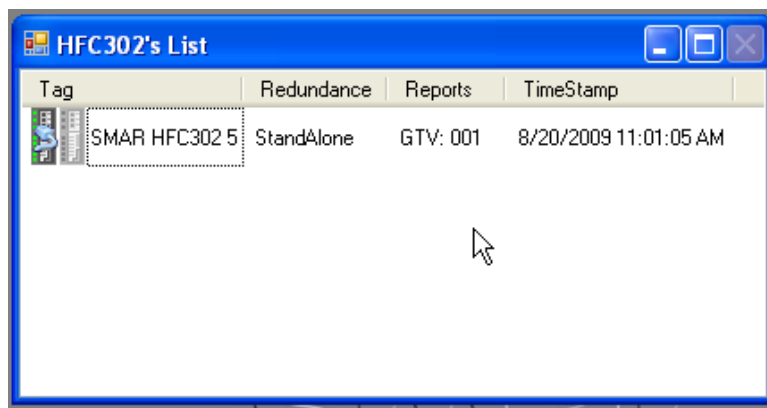 HFC302's List
Tag Redundance Reports TimeStamp
SMAR HFC302 5 StandAlone GTV: 001 8/20/2009 11:01:05 AM